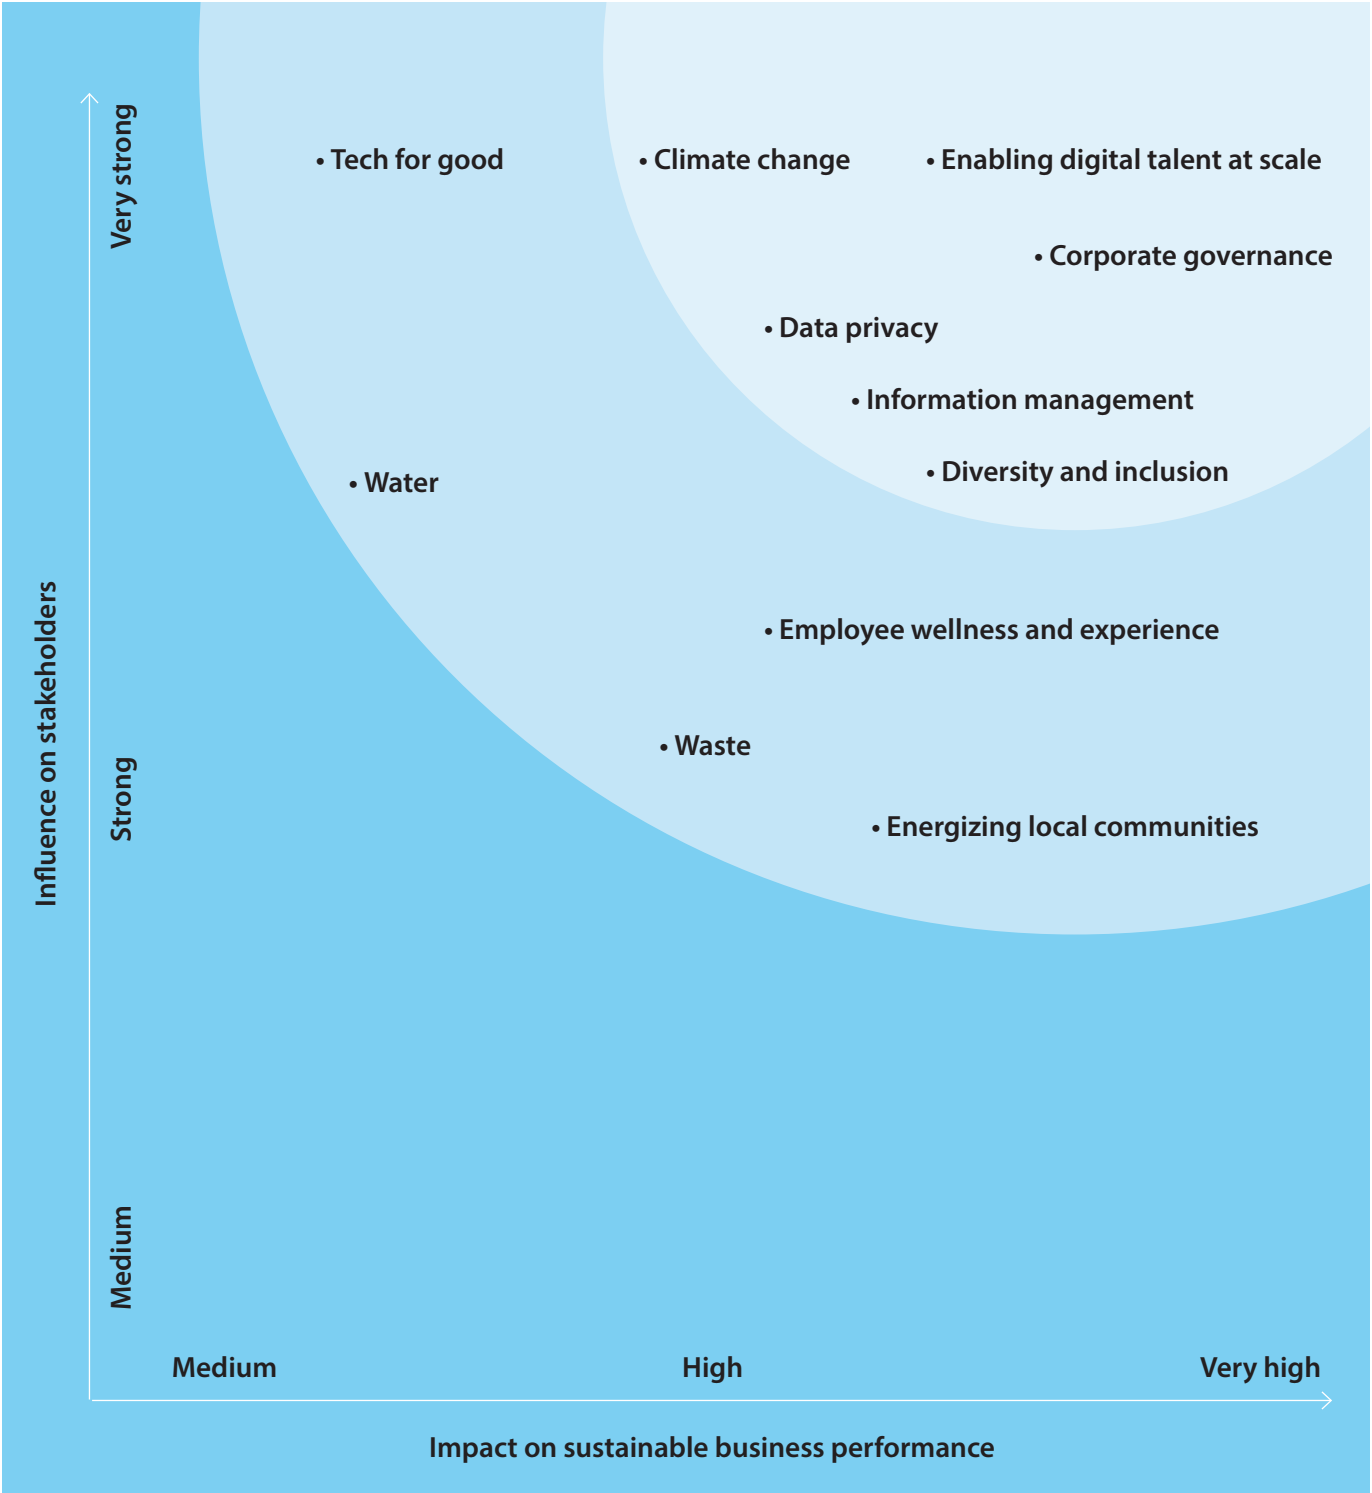 Very strong
• Tech for good
• Climate change
• Enabling digital talent at scale
• Corporate governance
• Data privacy
• Information management
• Diversity and inclusion
• Water
Influence on stakeholders
• Employee wellness and experience
• Waste
Strong
• Energizing local communities
Medium
Medium
High
Very high
Impact on sustainable business performance